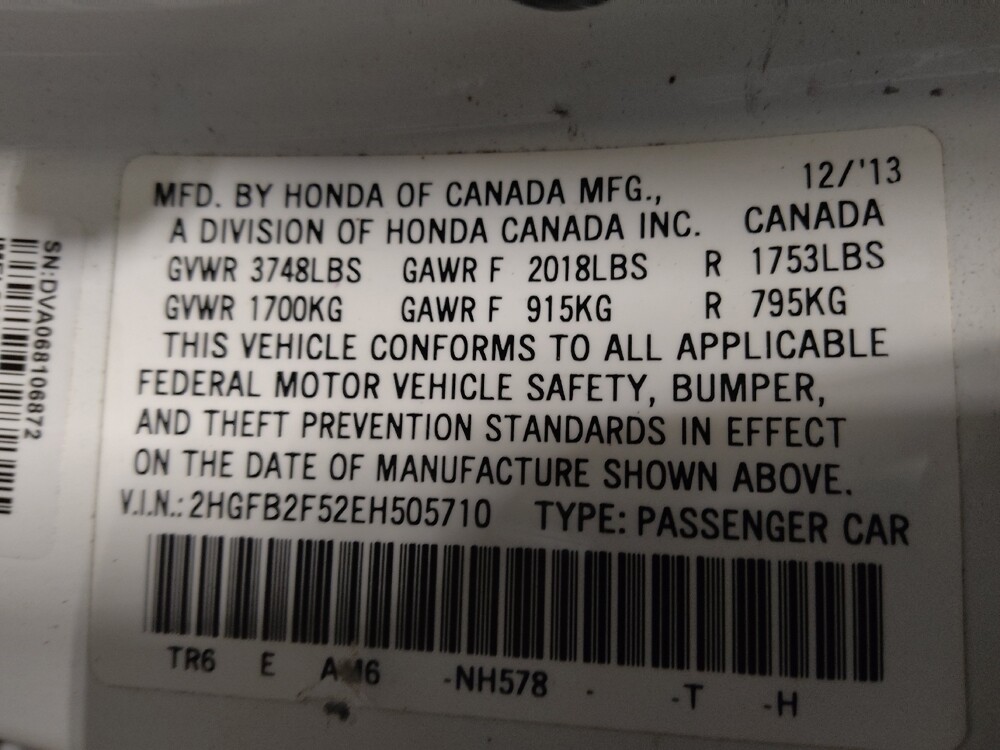 12/'13
MFD. BY HONDA OF CANADA MFG.,
A DIVISION OF HONDA CANADA INC. CANADA
GVWR 3748LBS GAWR F 2018LBS R 1753LBS
GVWR 1700KG GAWR F 915KG R 795KG
THIS VEHICLE CONFORMS TO ALL APPLICABLE
FEDERAL MOTOR VEHICLE SAFETY, BUMPER,
AND THEFT PREVENTION STANDARDS IN EFFECT
ON THE DATE OF MANUFACTURE SHOWN ABOVE.
V.I.N.: 2HGFB2F52EH505710 TYPE: PASSENGER CAR
TR6 E -NH578 - -T -H
SN:DVA068106872